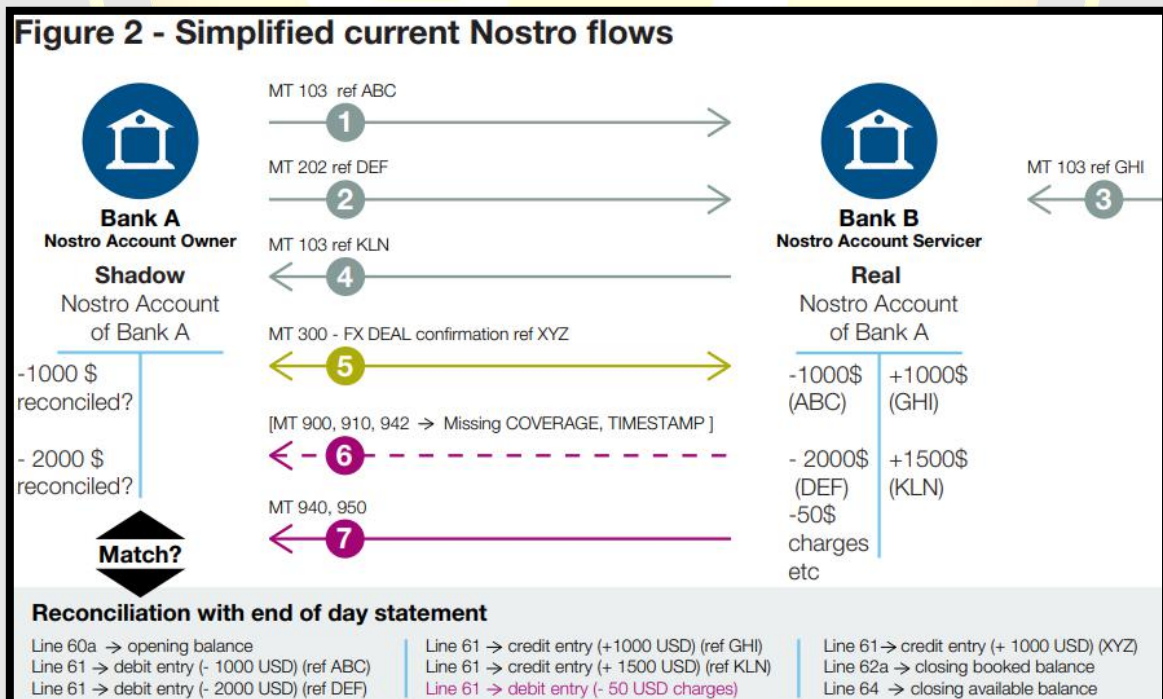 Figure 2 - Simplified current Nostro flows
MT 103 ref ABC
1
MT 202 ref DEF
2
MT 103 ref GHI
3
Bank A
Nostro Account Owner
Bank B
Nostro Account Servicer
MT 103 ref KLN
4
Shadow
Nostro Account
of Bank A
Real
Nostro Account
of Bank A
MT 300 - FX DEAL confirmation ref XYZ
5
-1000 $
reconciled?
- 2000 $
reconciled?
-1000$
(ABC)
+1000$
(GHI)
- 2000$
(DEF)
-50$
charges
etc
+1500$
(KLN)
[MT 900, 910, 942 → Missing COVERAGE, TIMESTAMP ]
6
MT 940, 950
7
Match?
Reconciliation with end of day statement
Line 60a → opening balance
Line 61 → debit entry (- 1000 USD) (ref ABC)
Line 61 → debit entry (- 2000 USD) (ref DEF)
Line 61 → credit entry (+1000 USD) (ref GHI)
Line 61 → credit entry (+ 1500 USD) (ref KLN)
Line 61 → debit entry (- 50 USD charges)
Line 61→ credit entry (+ 1000 USD) (XYZ)
Line 62a → closing booked balance
Line 64 → closing available balance